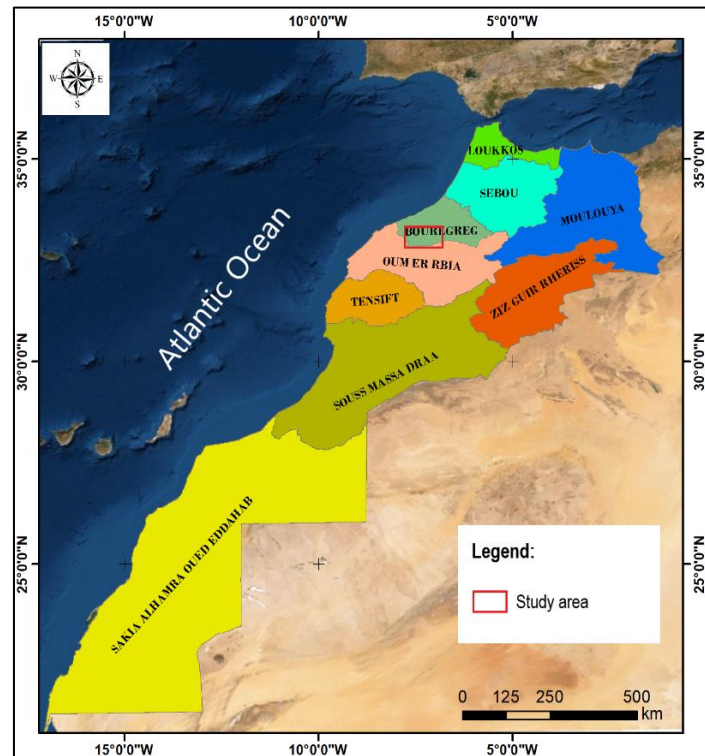 15°0'0"W 10°0'0"W 5°0'0"W
N
W E
S
35°0'0"N 35°0'0"N
LOUKKOS
SEBOU
MOULOUYA
BOUREGREG
OUM ER RBIA
ZIZ GUIR RHERISS
TENSIFT
Atlantic Ocean
30°0'0"N 30°0'0"N
SOUSS MASSA DRAA
SAKIA ALHAMRA OUED EDDAHAB
25°0'0"N 25°0'0"N
Legend:
Study area
0 125 250 500
km
15°0'0"W 10°0'0"W 5°0'0"W